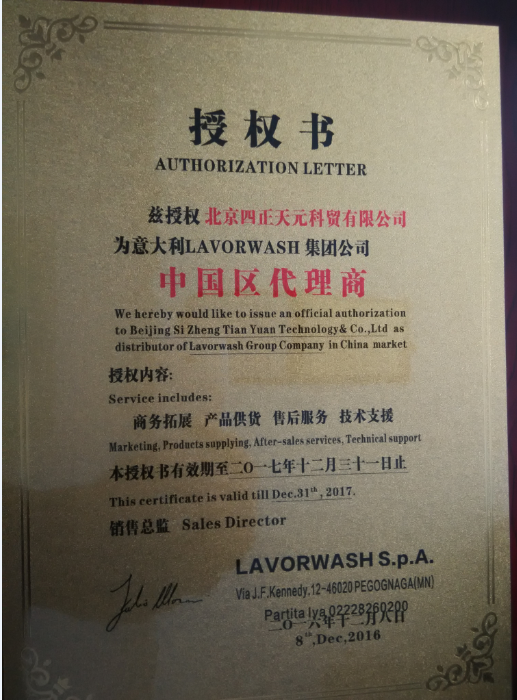 授权书
AUTHORIZATION LETTER
兹授权 北京四正天元科贸有限公司
为意大利LAVORWASH 集团公司
中国区代理商
We hereby would like to issue an official authorization
to Beijing Si Zheng Tian Yuan Technology& Co.,Ltd as
distributor of Lavorwash Group Company in China market
授权内容:
Service includes:
商务拓展 产品供货 售后服务 技术支援
Marketing, Products supplying, After-sales services, Technical support
本授权书有效期至二〇一七年十二月三十一日止
This certificate is valid till Dec.31th, 2017.
销售总监 Sales Director
LAVORWASH S.p.A.
Via J.F.Kennedy,12-46020 PEGOGNAGA(MN)
Partita Iva 02228260200
二〇一六年十二月八日
8th,Dec,2016